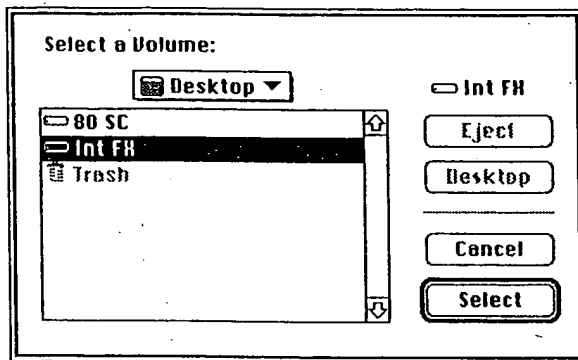 Select a Volume:
Desktop
80 SC
Int FX
Trash
Int FX
Eject
Desktop
Cancel
Select